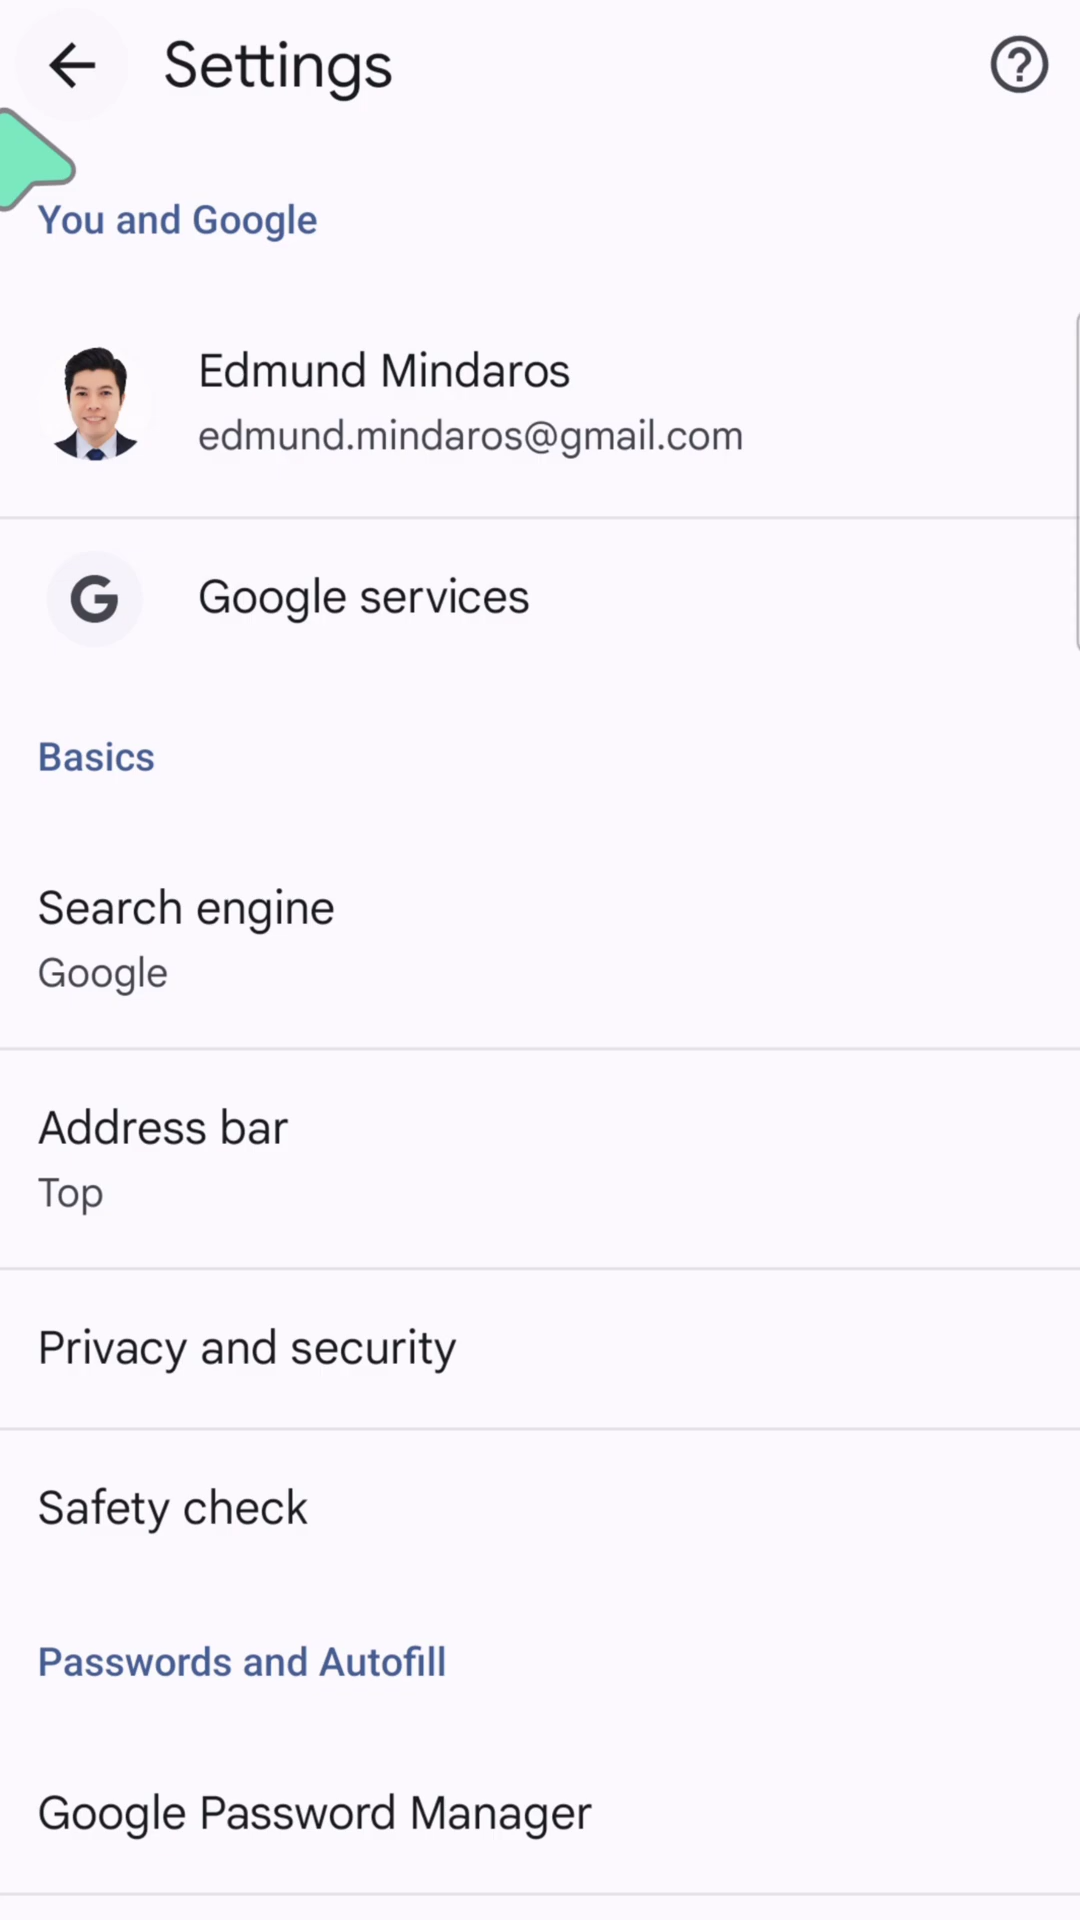 Settings
You and Google
Edmund Mindaros
edmund.mindaros@gmail.com
Google services
Basics
Search engine
Google
Address bar
Top
Privacy and security
Safety check
Passwords and Autofill
Google Password Manager